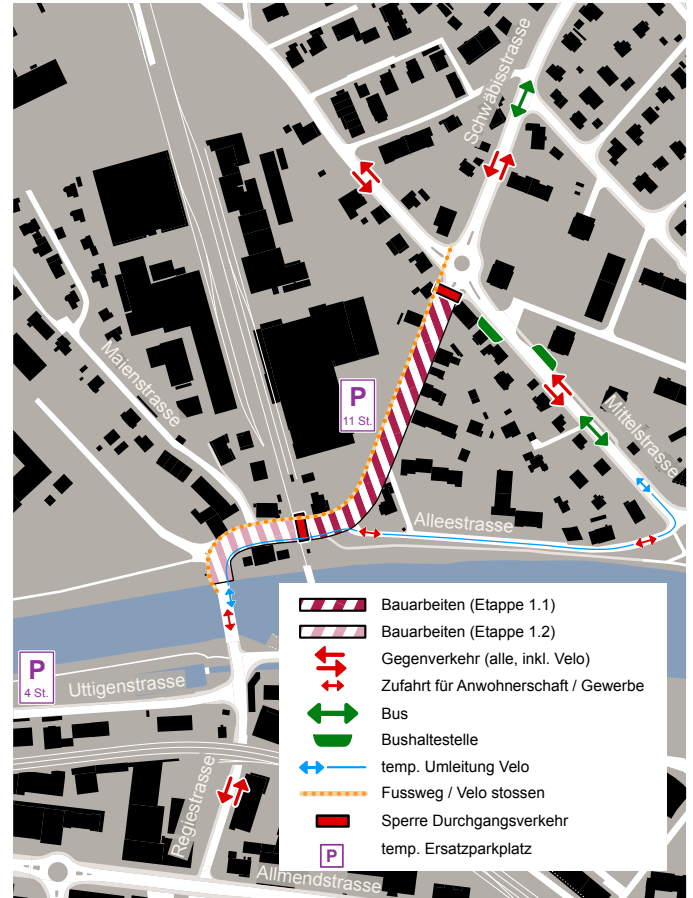 Schwäbisstrasse
Maienstrasse
P
11 St.
Mittelstrasse
Alleestrasse
P
4 St.
Uttigenstrasse
Regiestrasse
Allmendstrasse
Bauarbeiten (Etappe 1.1)
Bauarbeiten (Etappe 1.2)
Gegenverkehr (alle, inkl. Velo)
Zufahrt für Anwohnerschaft / Gewerbe
Bus
Bushaltestelle
temp. Umleitung Velo
Fussweg / Velo stossen
Sperre Durchgangsverkehr
P temp. Ersatzparkplatz